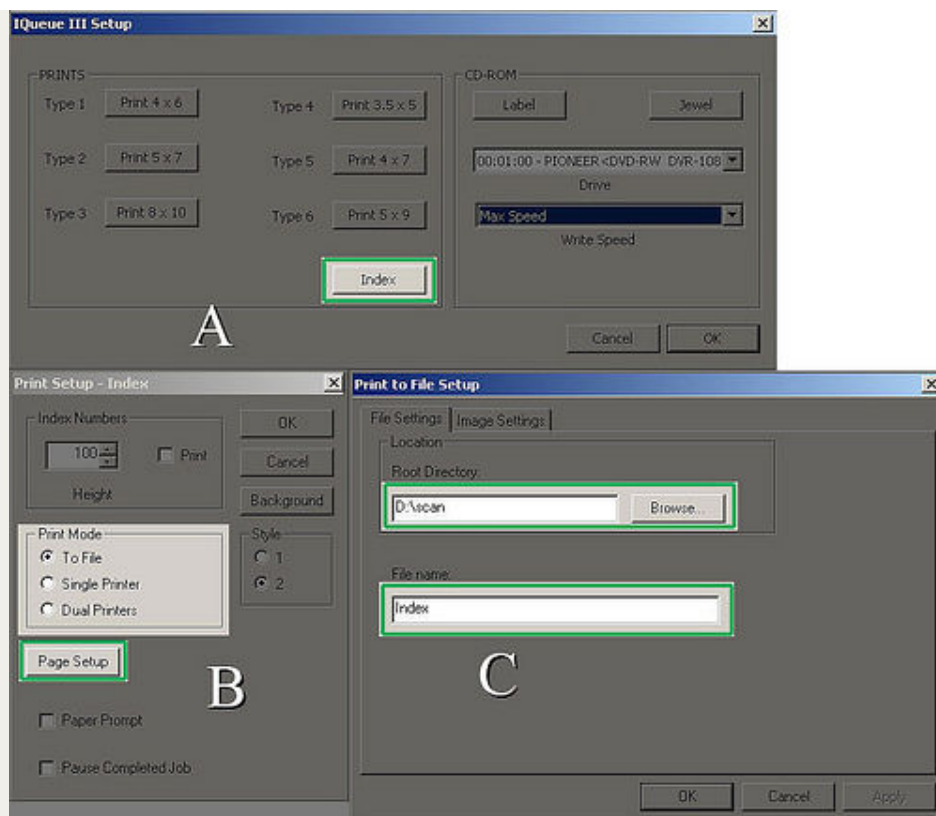 IQueue III Setup
PRINTS
Type 1 Print 4 x 6 Type 4 Print 3.5 x 5
Type 2 Print 5 x 7 Type 5 Print 4 x 7
Type 3 Print 8 x 10 Type 6 Print 5 x 9
Index
CD-ROM
Label Jewel
00:01:00 - PIONEER <DVD-RW DVR-108
Drive
Max Speed
Write Speed
Cancel OK
A
Print Setup - Index
Index Numbers
100 Print
Height
OK
Cancel
Background
Print Mode
To File
Single Printer
Dual Printers
Style
1
2
Page Setup
B
Paper Prompt
Pause Completed Job
Print to File Setup
File Settings Image Settings
Location
Root Directory:
D:\scan Browse...
File name:
Index
C
OK Cancel Apply